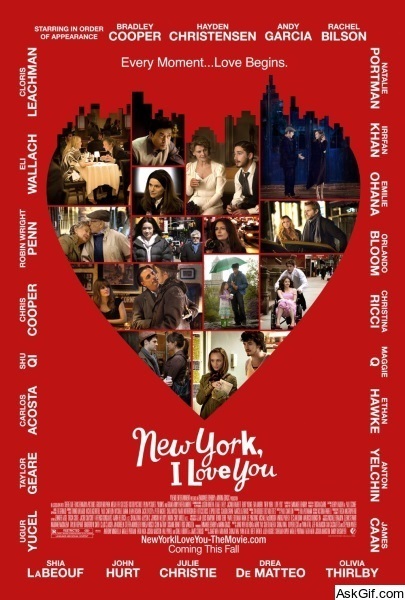 STARRING IN ORDER
OF APPEARANCE
BRADLEY
COOPER
HAYDEN
CHRISTENSEN
ANDY
GARCIA
RACHEL
BILSON
Every Moment...Love Begins.
CLORIS
LEACHMAN
ELI
WALLACH
ROBIN WRIGHT
PENN
CHRIS
COOPER
SHU
QI
CARLOS
ACOSTA
TAYLOR
GEARE
UGUR
YUCEL
NATALIE
PORTMAN
IRRFAN
KHAN
EMILIE
OHANA
ORLANDO
BLOOM
CHRISTINA
RICCI
MAGGIE
Q
ETHAN
HAWKE
ANTON
YELCHIN
JAMES
CAAN
New York,
I Love You
NewYorkILoveYou-TheMovie.com
Coming This Fall
SHIA
LABEOUF
JOHN
HURT
JULIE
CHRISTIE
DREA
DE MATTEO
OLIVIA
THIRLBY
AskGif.com